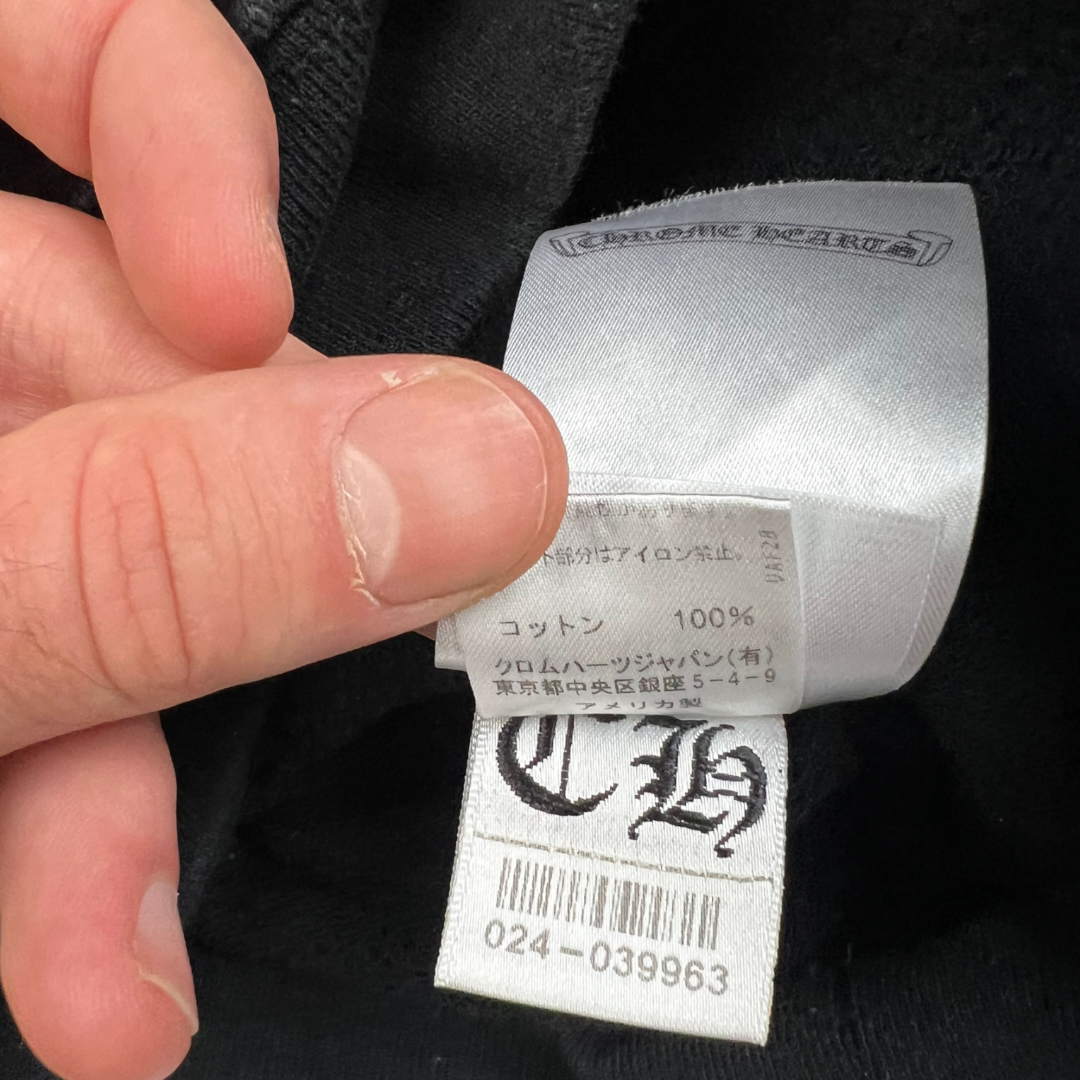 CHROME HEARTS
部分はアイロン禁止。
UAF28
コットン 100%
クロムハーツジャパン(有)
東京都中央区銀座5-4-9
アメリカ製
CH
024-039963